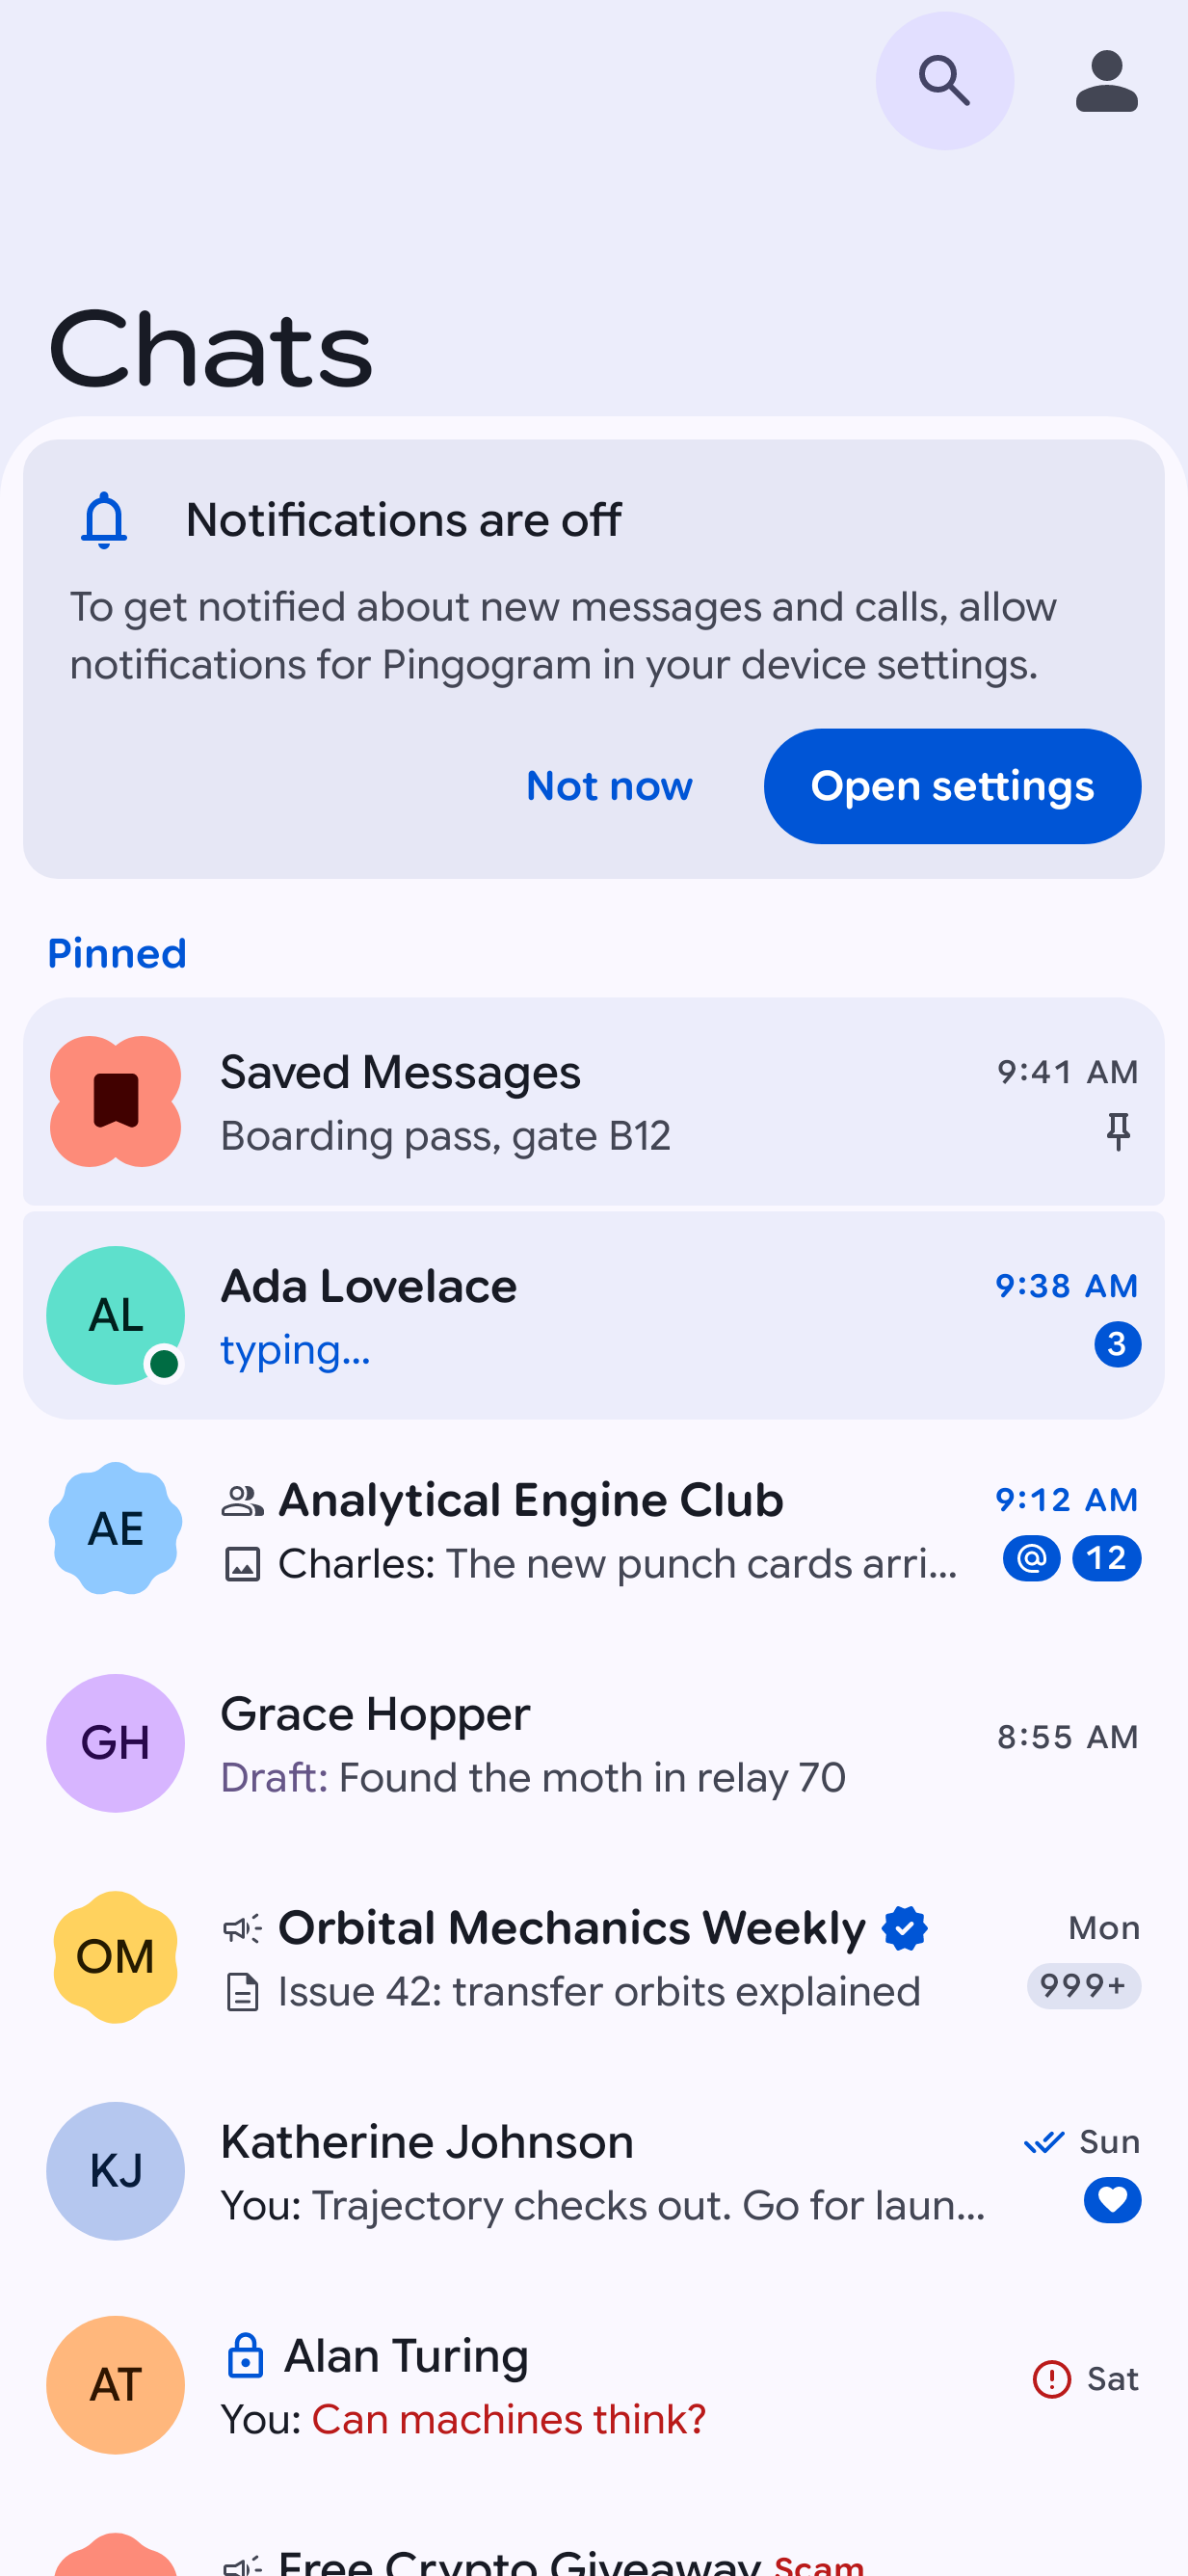 Chats
Notifications are off
To get notified about new messages and calls, allow
notifications for Pingogram in your device settings.
Not now
Open settings
Pinned
Saved Messages
9:41 AM
Boarding pass, gate B12
AL
Ada Lovelace
9:38 AM
typing...
3
AE
Analytical Engine Club
9:12 AM
Charles: The new punch cards arri...
@
12
GH
Grace Hopper
8:55 AM
Draft: Found the moth in relay 70
OM
Orbital Mechanics Weekly
Mon
Issue 42: transfer orbits explained
999+
KJ
Katherine Johnson
Sun
You: Trajectory checks out. Go for laun...
AT
Alan Turing
Sat
You: Can machines think?
Free Crypto Giveaway Scam